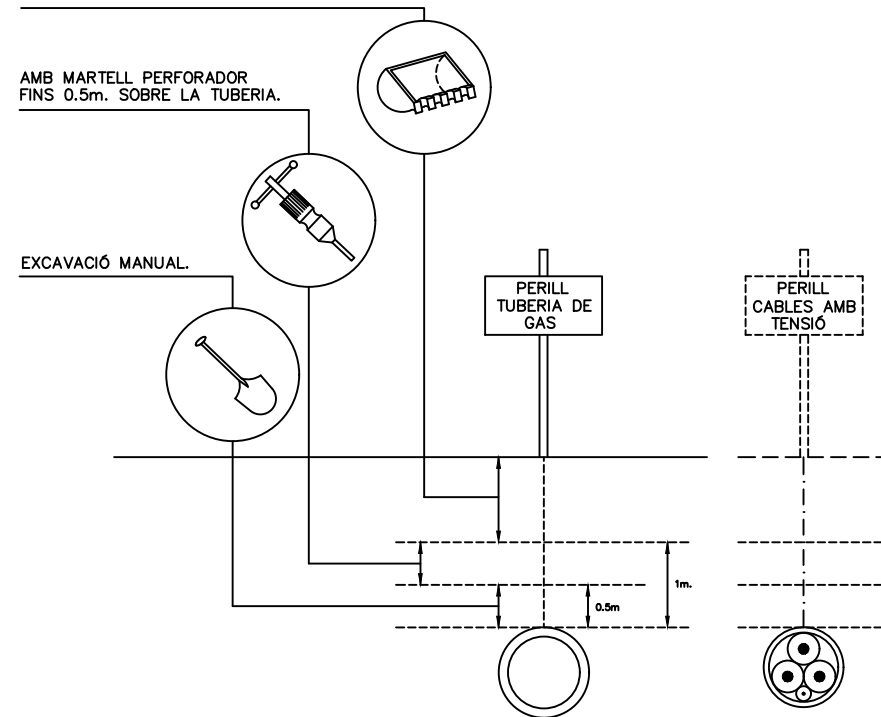 AMB MARTELL PERFORADOR
FINS 0.5m. SOBRE LA TUBERIA.
EXCAVACIÓ MANUAL.
PERILL
TUBERIA DE
GAS
PERILL
CABLES AMB
TENSIÓ
1m.
0.5m